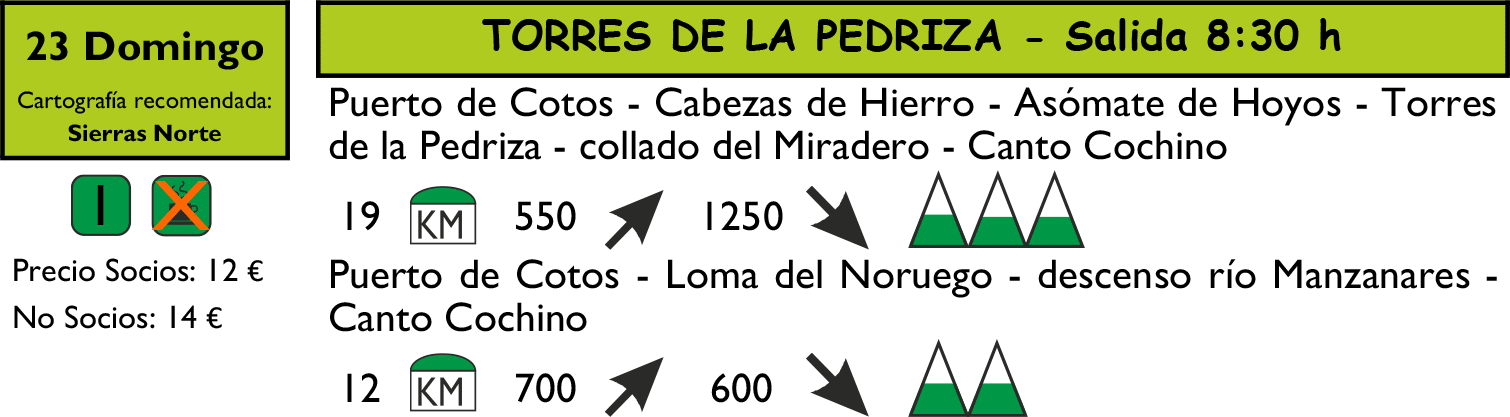 23 Domingo
Cartografía recomendada:
Sierras Norte
I
Precio Socios: 12 €
No Socios: 14 €
TORRES DE LA PEDRIZA - Salida 8:30 h
Puerto de Cotos - Cabezas de Hierro - Asómate de Hoyos - Torres
de la Pedriza - collado del Miradero - Canto Cochino
19 KM 550 1250
Puerto de Cotos - Loma del Noruego - descenso río Manzanares -
Canto Cochino
12 KM 700 600